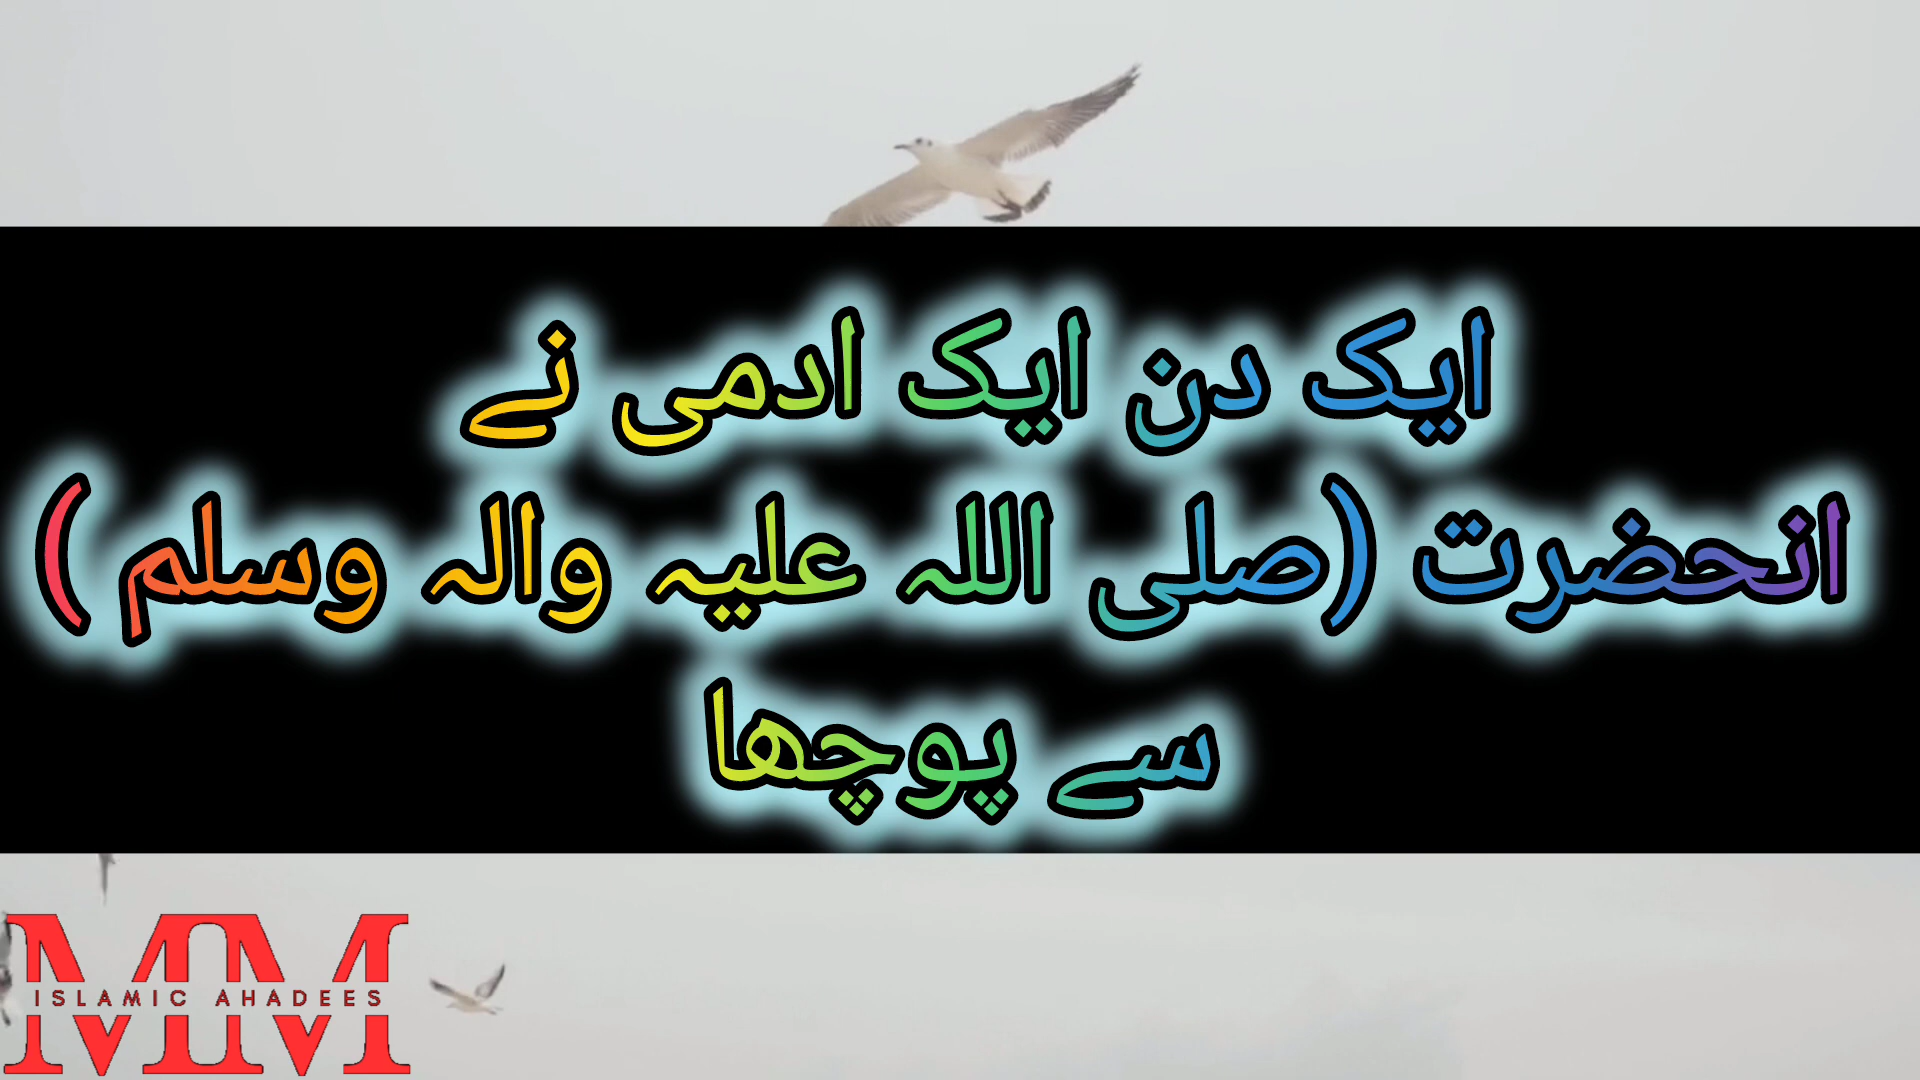 ایک دن ایک ادمی نے
انحضرت (صلی اللہ علیہ والہ وسلم )
سے پوچھا
MM
ISLAMIC AHADEES